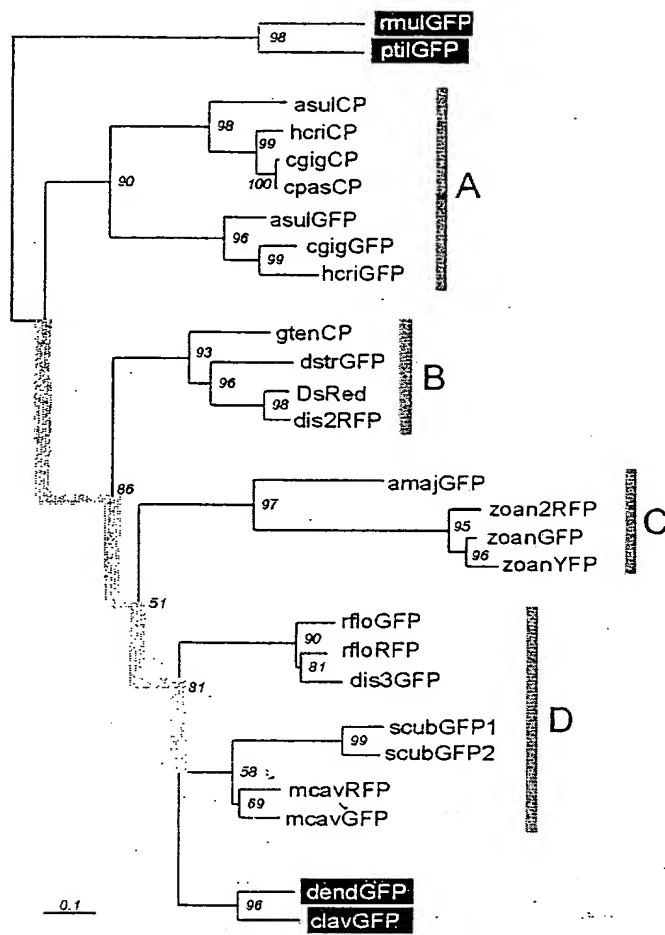 rmulGFP
98
ptilGFP
asulCP
98
hcriCP
99
cgigCP
100
cpasCP
A
90
asulGFP
96
cgigGFP
99
hcriGFP
gtenCP
93
dstrGFP
B
96
DsRed
98
dis2RFP
amajGFP
86
97
zoan2RFP
95
zoanGFP
C
96
zoanYFP
51
rfloGFP
90
rfloRFP
81
dis3GFP
81
D
scubGFP1
99
scubGFP2
58
mcavRFP
69
mcavGFP
dendGFP
96
clavGFP
0.1